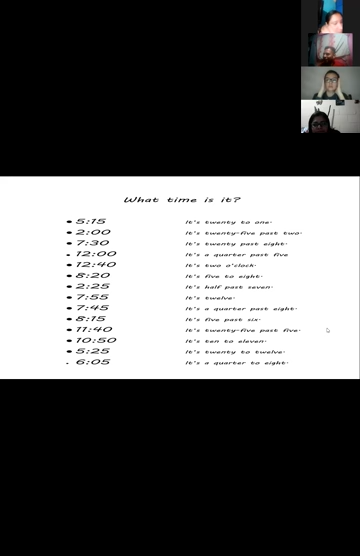 What time is it?
5:15 It's twenty to one.
2:00 It's twenty-five past two.
7:30 It's twenty past eight.
12:00 It's a quarter past five
12:40 It's two o'clock.
8:20 It's five to eight.
2:25 It's half past seven.
7:55 It's twelve.
7:45 It's a quarter past eight.
8:15 It's five past six.
11:40 It's twenty-five past five.
10:50 It's ten to eleven.
5:25 It's twenty to twelve.
6:05 It's a quarter to eight.